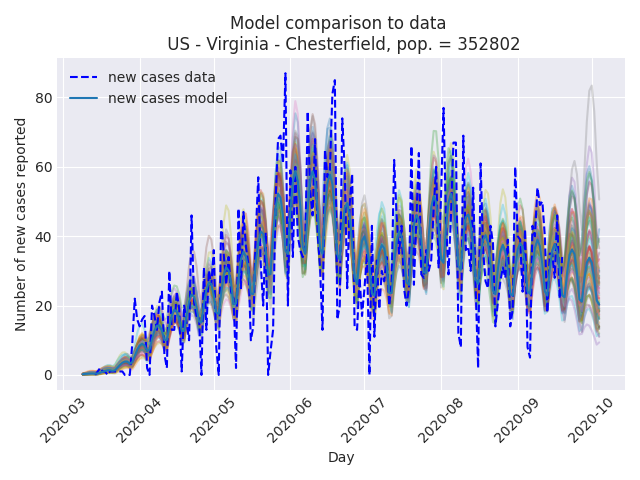 Model comparison to data
US - Virginia - Chesterfield, pop. = 352802
new cases data
new cases model
Number of new cases reported
80
60
40
20
0
2020-03
2020-04
2020-05
2020-06
2020-07
2020-08
2020-09
2020-10
Day